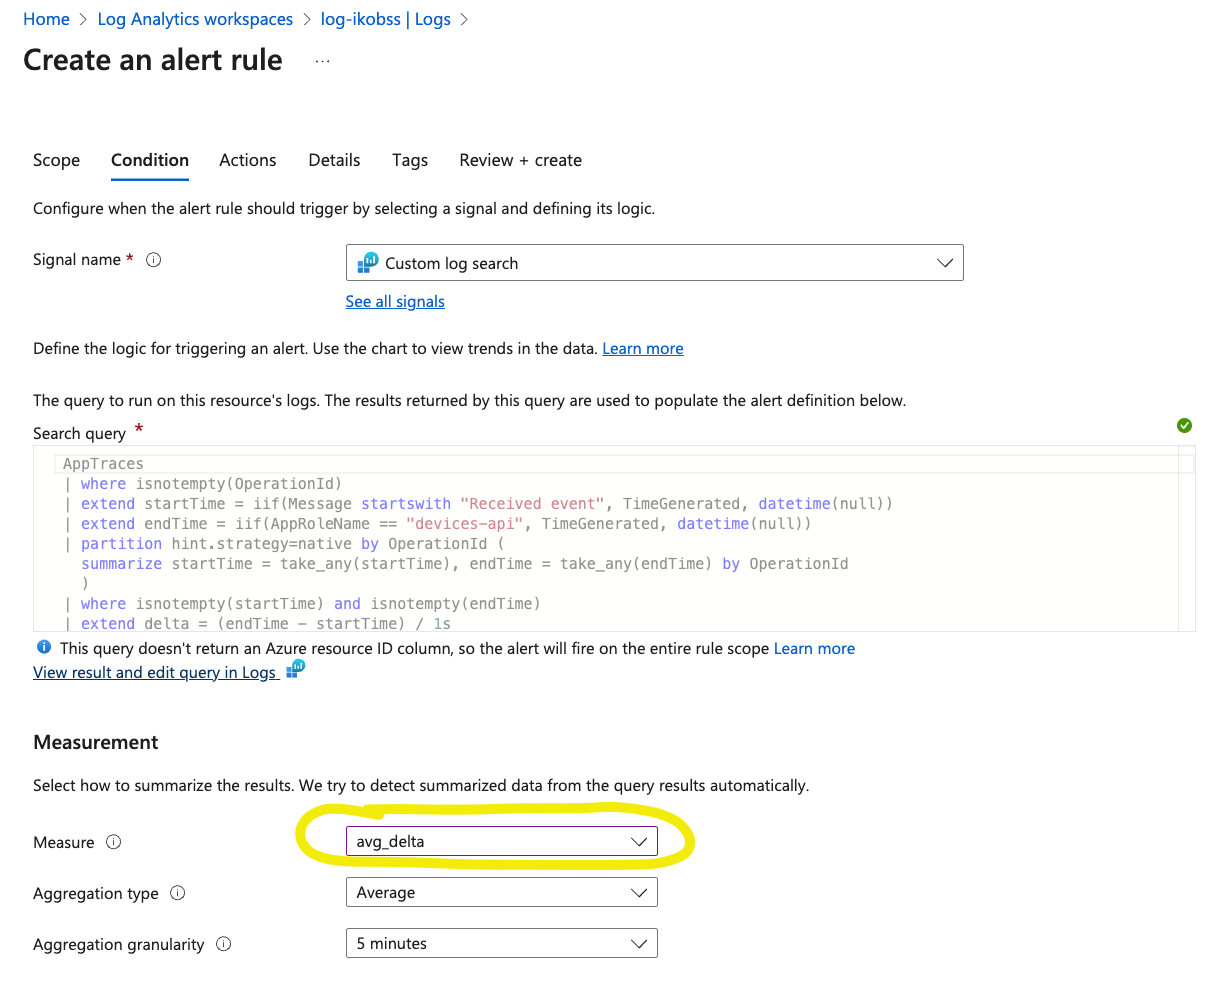 Home > Log Analytics workspaces > log-ikobss | Logs >
Create an alert rule ...
Scope Condition Actions Details Tags Review + create
Configure when the alert rule should trigger by selecting a signal and defining its logic.
Signal name * Custom log search
See all signals
Define the logic for triggering an alert. Use the chart to view trends in the data. Learn more
The query to run on this resource's logs. The results returned by this query are used to populate the alert definition below.
Search query *
AppTraces
| where isnotempty(OperationId)
| extend startTime = iif(Message startswith "Received event", TimeGenerated, datetime(null))
| extend endTime = iif(AppRoleName == "devices-api", TimeGenerated, datetime(null))
| partition hint.strategy=native by OperationId (
summarize startTime = take_any(startTime), endTime = take_any(endTime) by OperationId
)
| where isnotempty(startTime) and isnotempty(endTime)
| extend delta = (endTime - startTime) / 1s
This query doesn't return an Azure resource ID column, so the alert will fire on the entire rule scope Learn more
View result and edit query in Logs
Measurement
Select how to summarize the results. We try to detect summarized data from the query results automatically.
Measure avg_delta
Aggregation type Average
Aggregation granularity 5 minutes